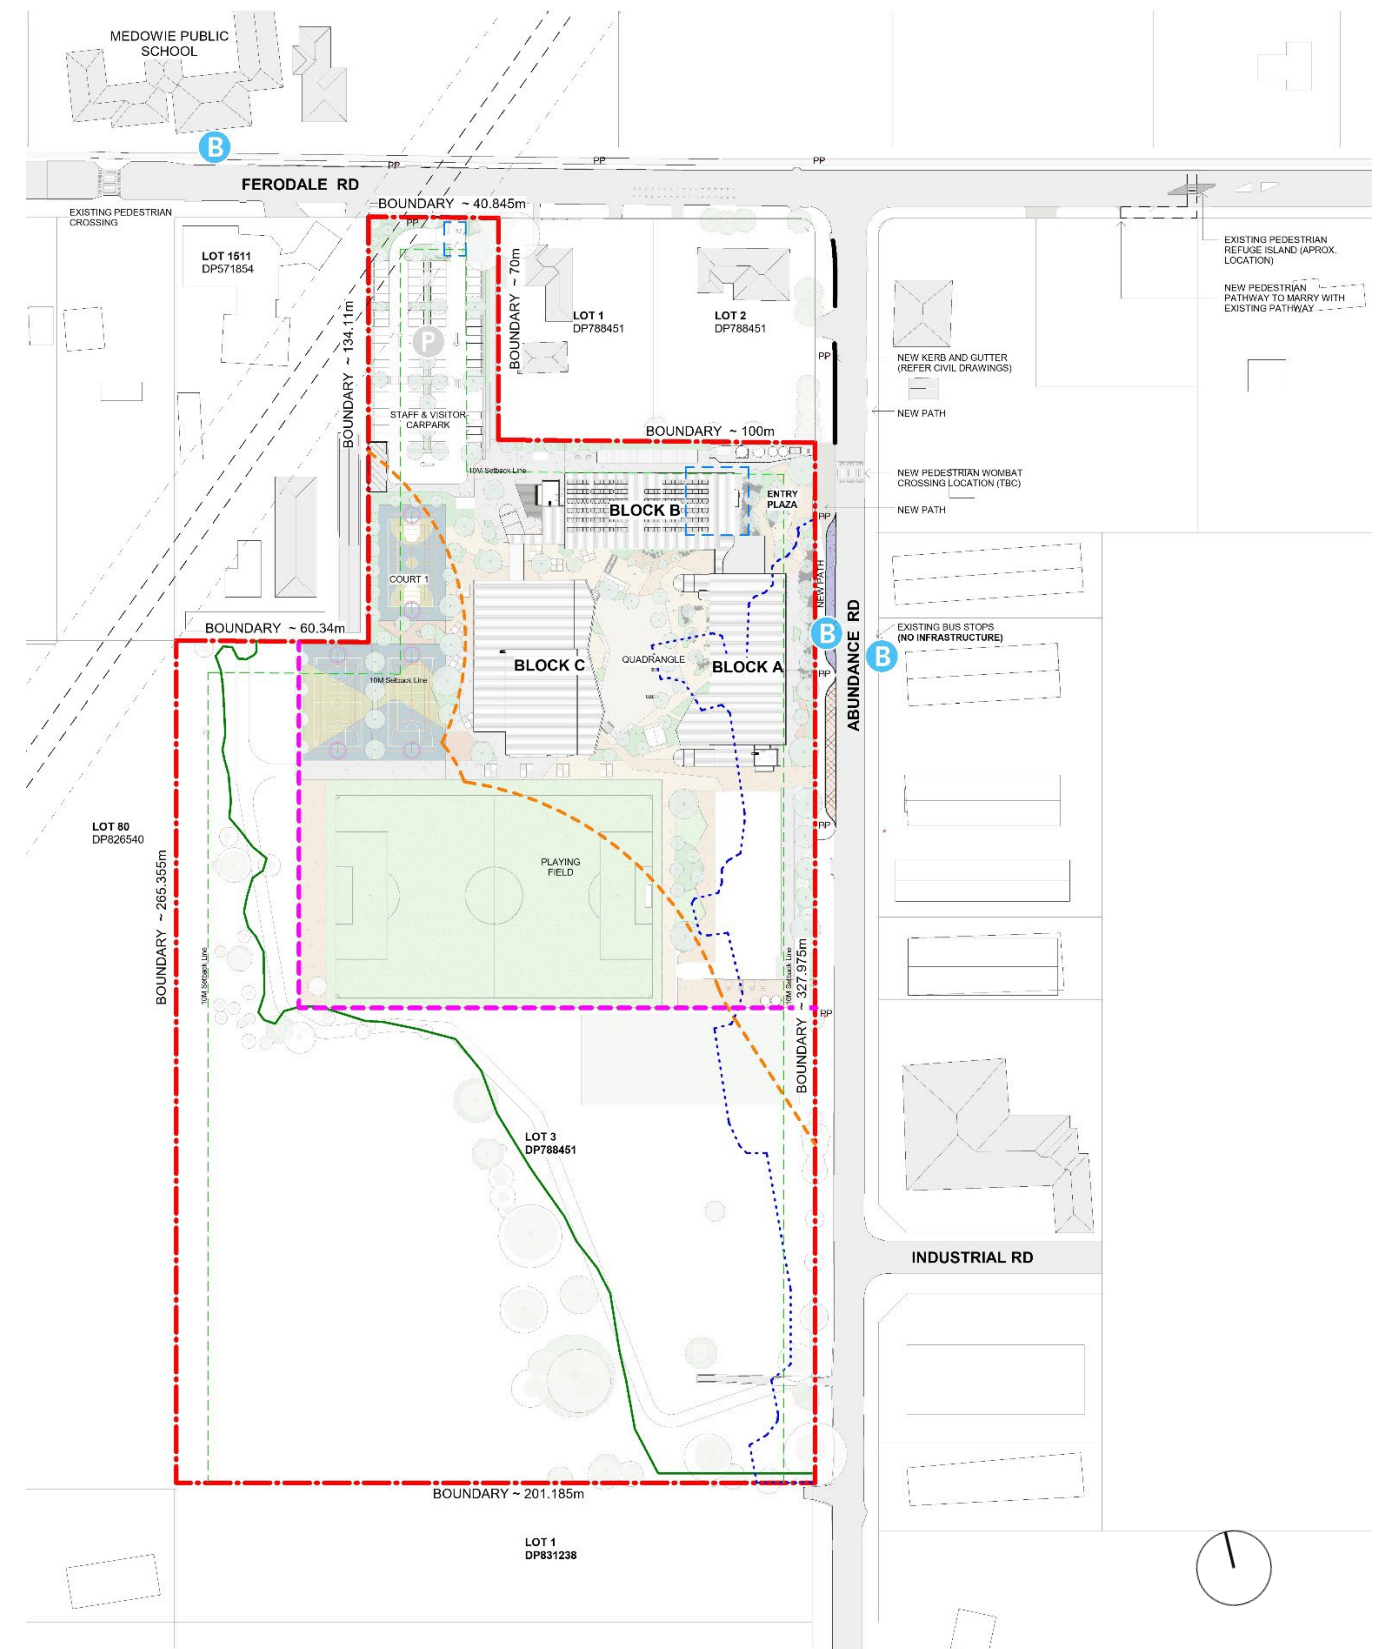 MEDOWIE PUBLIC
SCHOOL
B
PP
PP
PP
FERODALE RD
EXISTING PEDESTRIAN
CROSSING
BOUNDARY ~ 40.845m
PP
LOT 1511
DP571854
EXISTING PEDESTRIAN
REFUGE ISLAND (APROX.
LOCATION)
NEW PEDESTRIAN
PATHWAY TO MARRY WITH
EXISTING PATHWAY
BOUNDARY ~ 134.11m
BOUNDARY ~ 70m
LOT 1
DP788451
LOT 2
DP788451
P
PP
NEW KERB AND GUTTER
(REFER CIVIL DRAWINGS)
STAFF & VISITOR
CARPARK
NEW PATH
BOUNDARY ~ 100m
10M Setback Line
NEW PEDESTRIAN WOMBAT
CROSSING LOCATION (TBC)
ENTRY
PLAZA
BLOCK B
PP
NEW PATH
COURT 1
NEW PATH
BOUNDARY ~ 60.34m
B
EXISTING BUS STOPS
(NO INFRASTRUCTURE)
B
ABUNDANCE RD
BLOCK C
QUADRANGLE
BLOCK A
10M Setback Line
PP
LOT 80
DP826540
PP
PLAYING
FIELD
BOUNDARY ~ 265.355m
10M Setback Line
10M Setback Line
BOUNDARY ~ 327.975m
PP
LOT 3
DP788451
INDUSTRIAL RD
BOUNDARY ~ 201.185m
LOT 1
DP831238